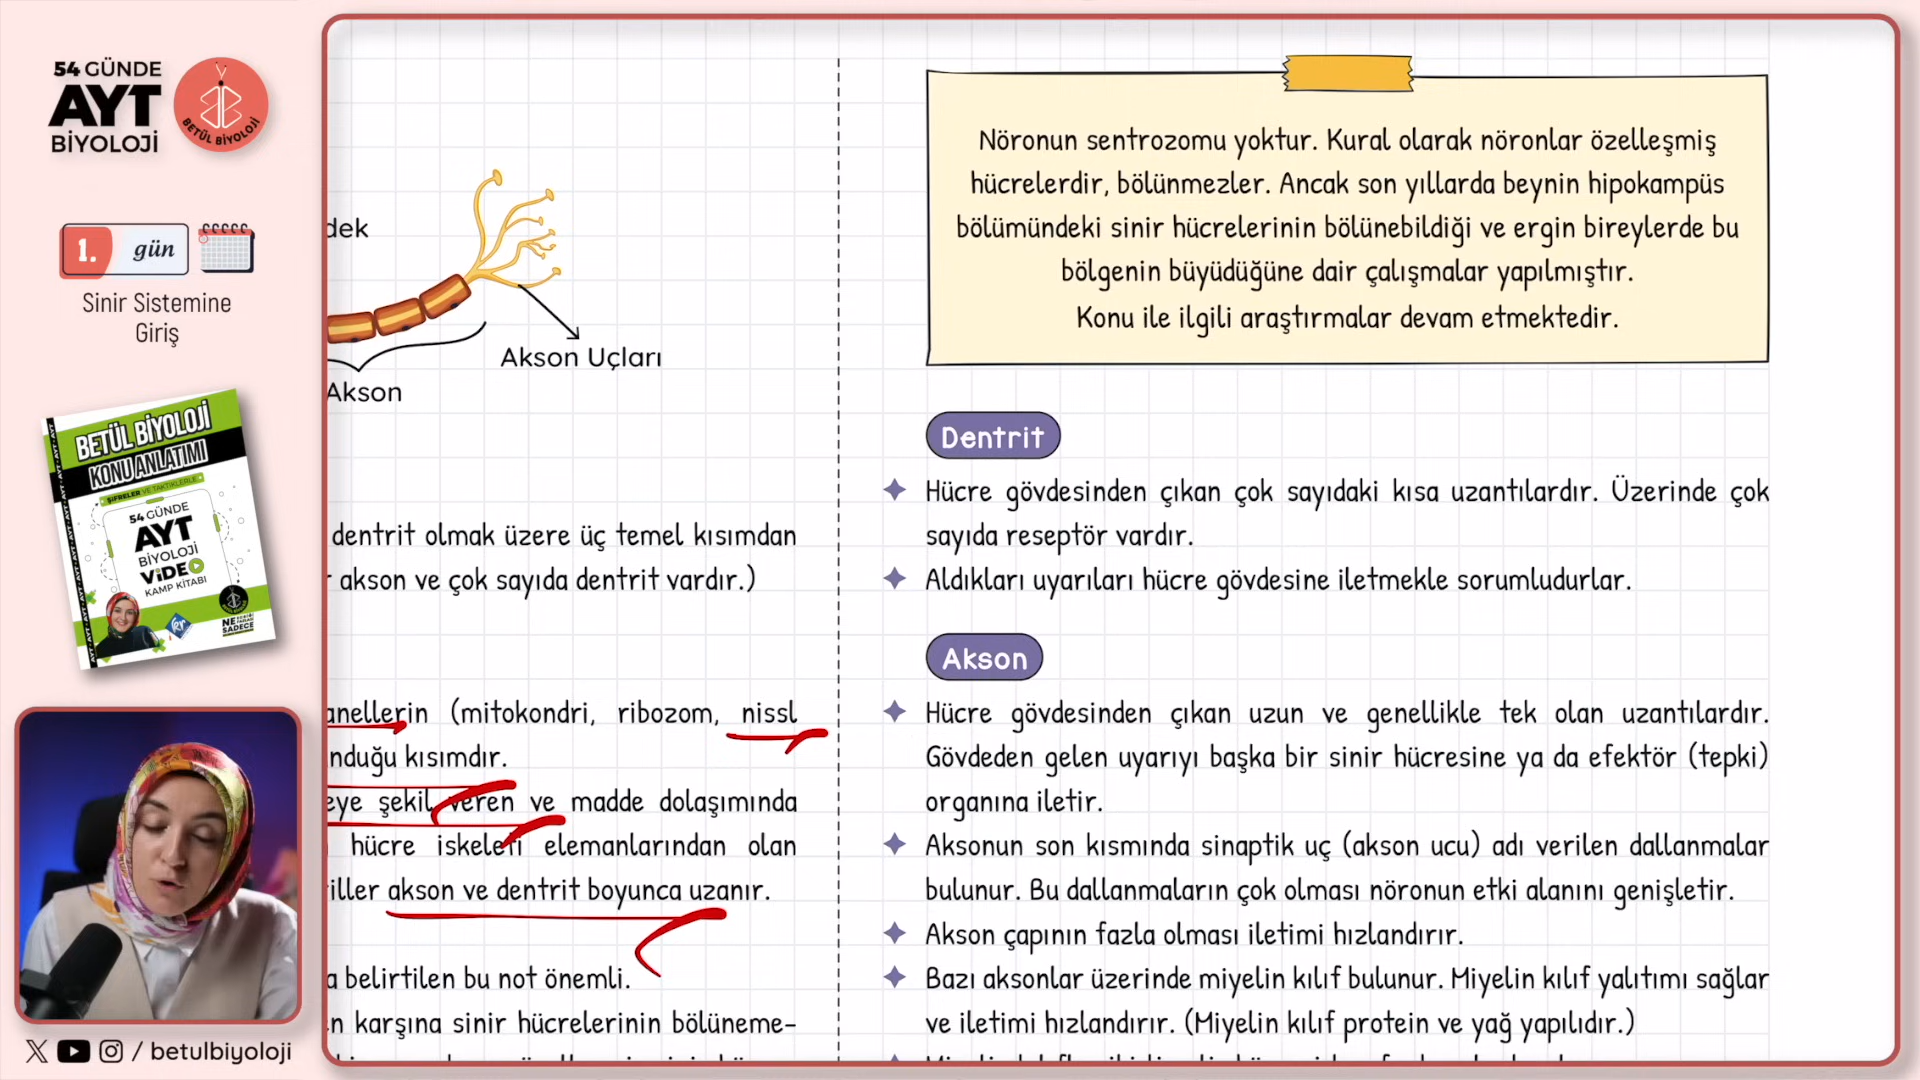 54 GÜNDE
AYT
BİYOLOJİ
BETÜL BİYOLOJİ
1. gün
Sinir Sistemine
Giriş
BETÜL BİYOLOJİ
KONU ANLATIMI
ŞİFRELER VE TAKTİKLERLE
54 GÜNDE
AYT
BİYOLOJİ
VİDEO
KAMP KİTABI
/ betulbiyoloji
dek
Akson Uçları
Akson
dentrit olmak üzere üç temel kısımdan
akson ve çok sayıda dentrit vardır.)
anellerin (mitokondri, ribozom, nissl
nduğu kısımdır.
eye şekil veren ve madde dolaşımında
hücre iskeleti elemanlarından olan
iller akson ve dentrit boyunca uzanır.
a belirtilen bu not önemli.
n karşına sinir hücrelerinin bölüneme-
Nöronun sentrozomu yoktur. Kural olarak nöronlar özelleşmiş
hücrelerdir, bölünmezler. Ancak son yıllarda beynin hipokampüs
bölümündeki sinir hücrelerinin bölünebildiği ve ergin bireylerde bu
bölgenin büyüdüğüne dair çalışmalar yapılmıştır.
Konu ile ilgili araştırmalar devam etmektedir.
Dentrit
Hücre gövdesinden çıkan çok sayıdaki kısa uzantılardır. Üzerinde çok
sayıda reseptör vardır.
Aldıkları uyarıları hücre gövdesine iletmekle sorumludurlar.
Akson
Hücre gövdesinden çıkan uzun ve genellikle tek olan uzantılardır.
Gövdeden gelen uyarıyı başka bir sinir hücresine ya da efektör (tepki)
organına iletir.
Aksonun son kısmında sinaptik uç (akson ucu) adı verilen dallanmalar
bulunur. Bu dallanmaların çok olması nöronun etki alanını genişletir.
Akson çapının fazla olması iletimi hızlandırır.
Bazı aksonlar üzerinde miyelin kılıf bulunur. Miyelin kılıf yalıtımı sağlar
ve iletimi hızlandırır. (Miyelin kılıf protein ve yağ yapılıdır.)